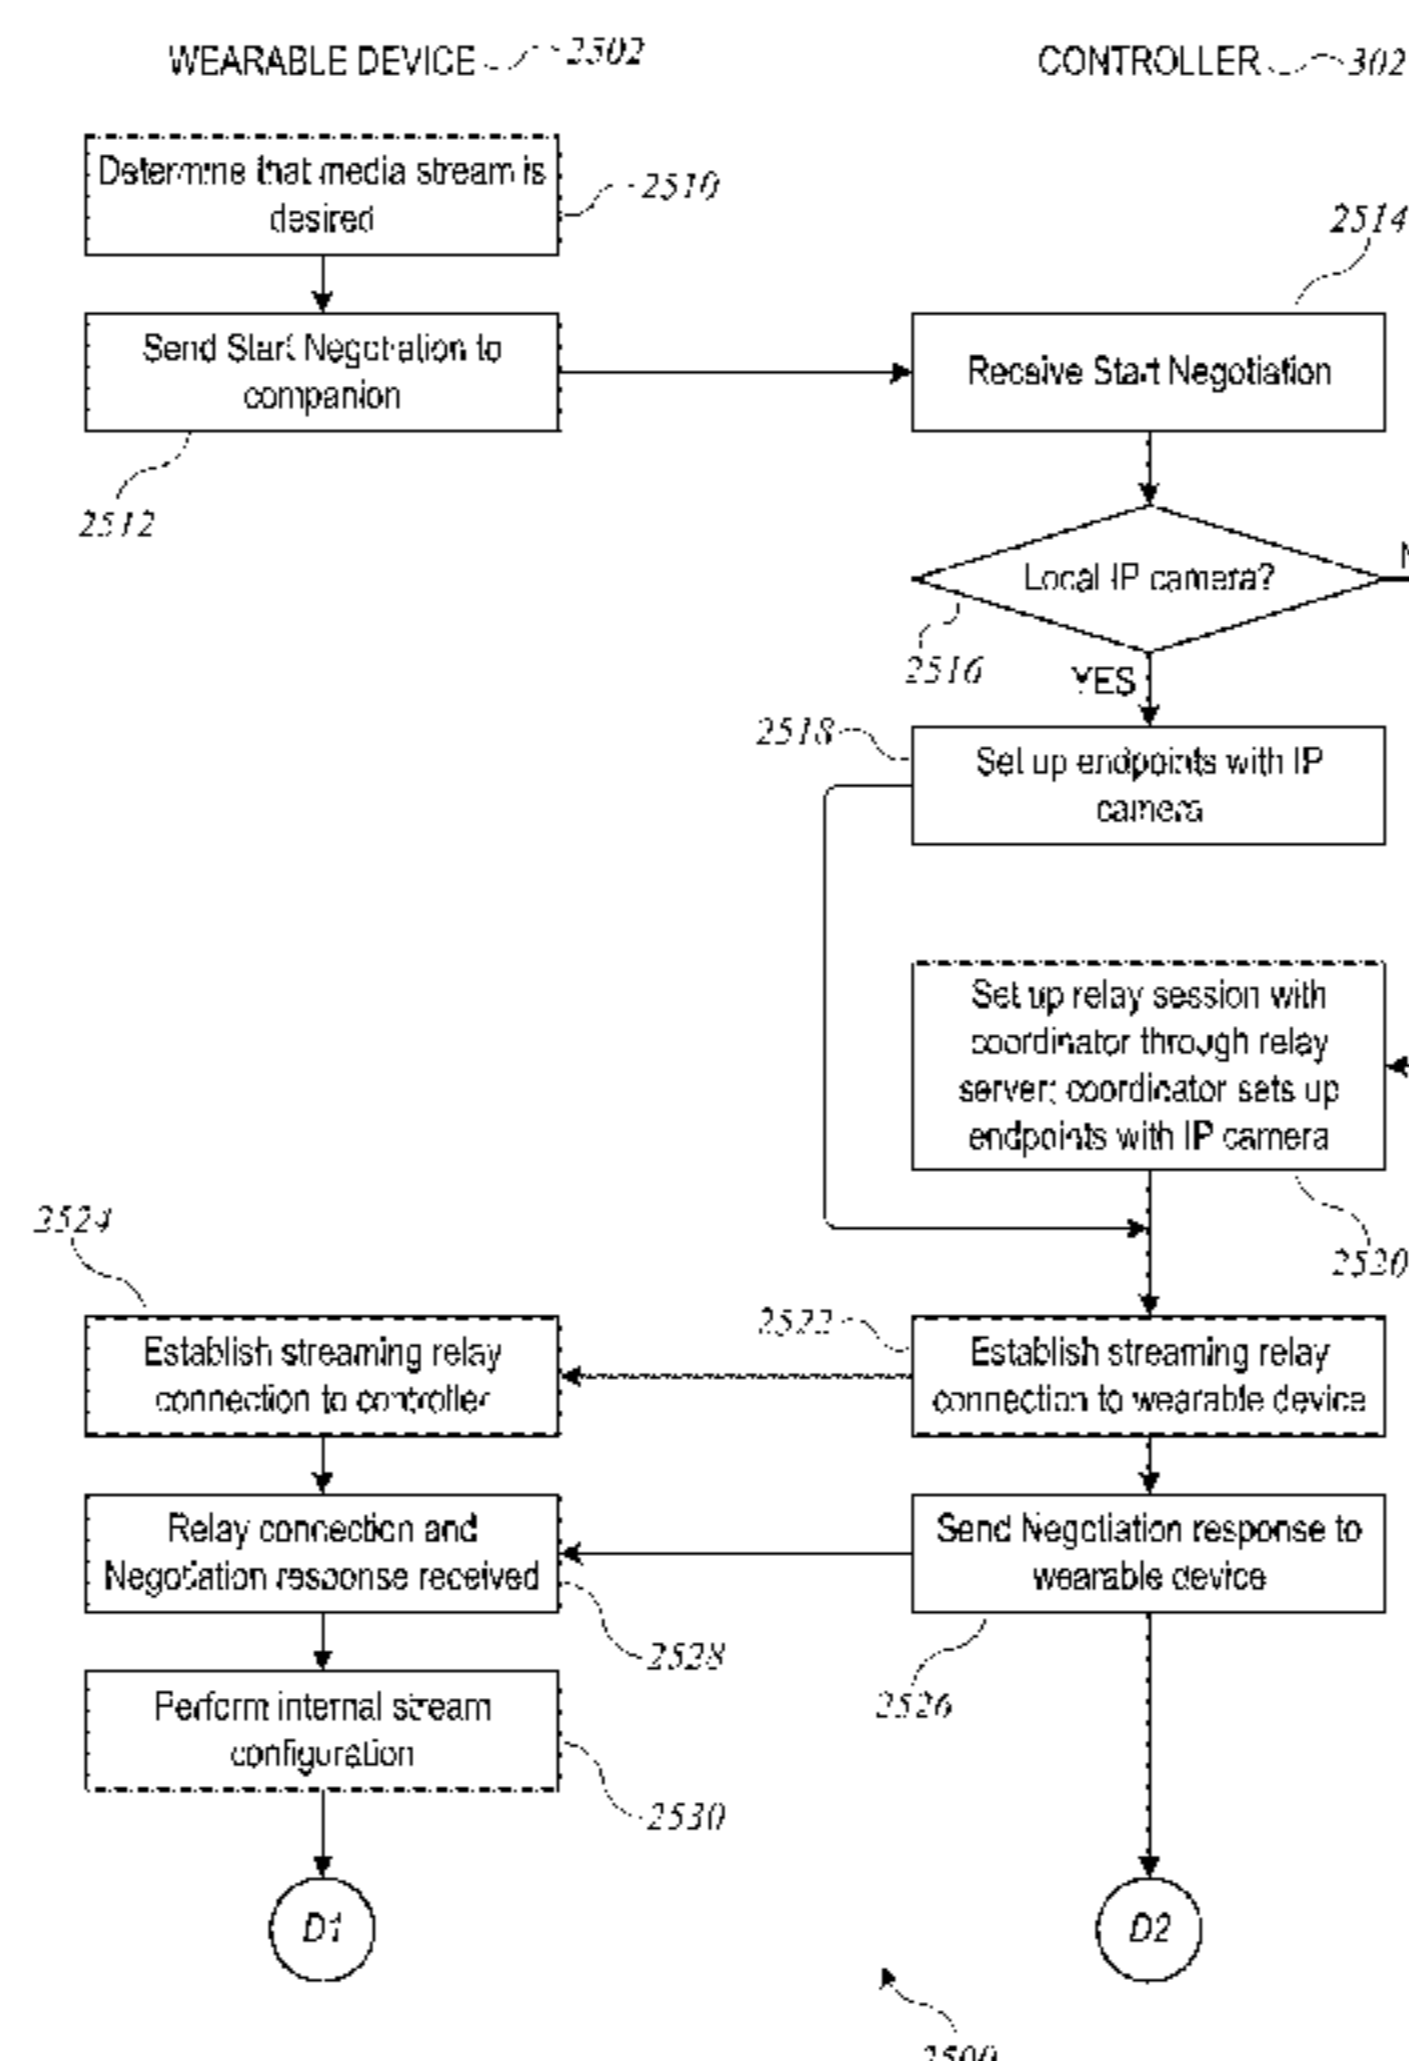 WEARABLE DEVICE 2502
CONTROLLER 302
Determine that media stream is
desired
2510
2514
Send Start Negotiation to
companion
2512
Receive Start Negotiation
Local IP camera?
2516
YES
2518
Set up endpoints with IP
camera
Set up relay session with
coordinator through relay
server; coordicator sets up
endpoints with IP camera
2520
2524
Establish streaming relay
connection to controller
2522
Establish streaming relay
connection to wearable device
Relay connection and
Negotiation response received
2528
Send Negotiation response to
wearable device
2526
Perform internal stream
configuration
2530
D1
D2
2500